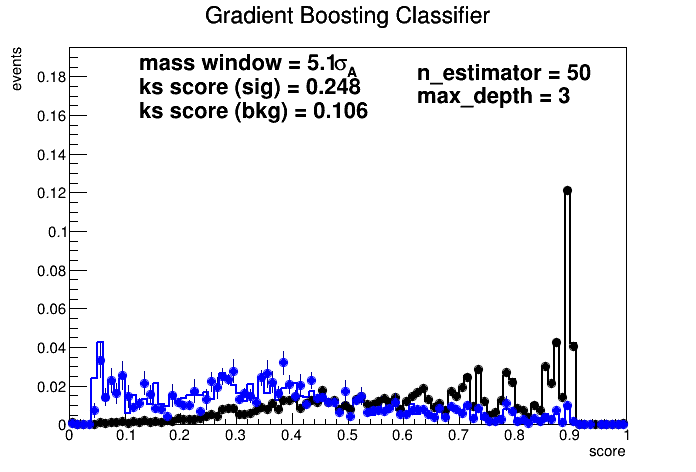 Gradient Boosting Classifier
events
mass window = 5.1σA
ks score (sig) = 0.248
ks score (bkg) = 0.106
n_estimator = 50
max_depth = 3
0.18
0.16
0.14
0.12
0.1
0.08
0.06
0.04
0.02
0
0 0.1 0.2 0.3 0.4 0.5 0.6 0.7 0.8 0.9 1
score